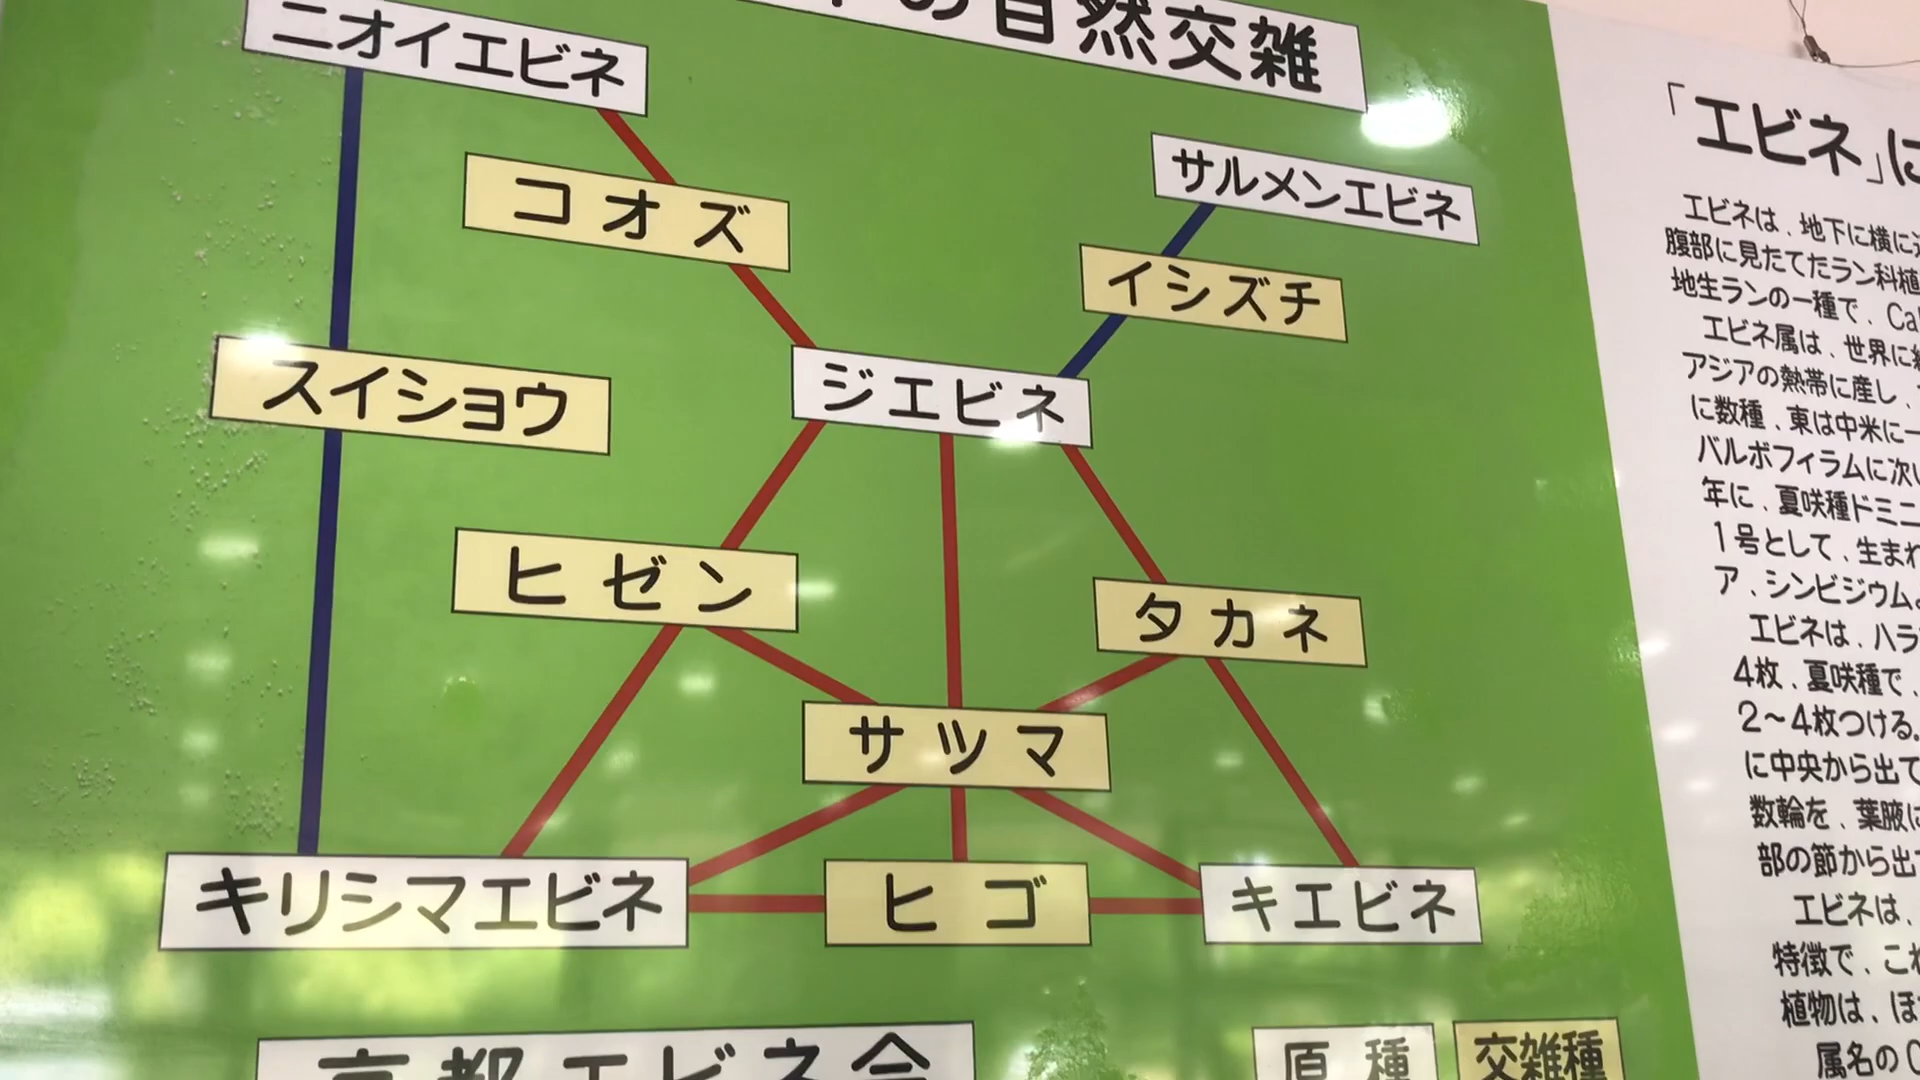 の自然交雑
ニオイエビネ
サルメンエビネ
コオズ
イシズチ
スイショウ
ジエビネ
ヒゼン
タカネ
サツマ
キリシマエビネ
ヒゴ
キエビネ
京都エビネ会
原種
交雑種
「エビネ」に
エビネは、地下に横に
腹部に見たてたラン科植
地生ランの一種で、Cal
エビネ属は、世界に
アジアの熱帯に産し、
に数種、東は中米に一
バルボフィラムに次い
年に、夏咲種ドミニ
1号として、生まれ
ア、シンビジウム
エビネは、ハラ
4枚、夏咲種で、
2〜4枚つける。
に中央から出て
数輪を、葉腋に
部の節から出
エビネは、
特徴で、これ
植物は、ほ
属名のC